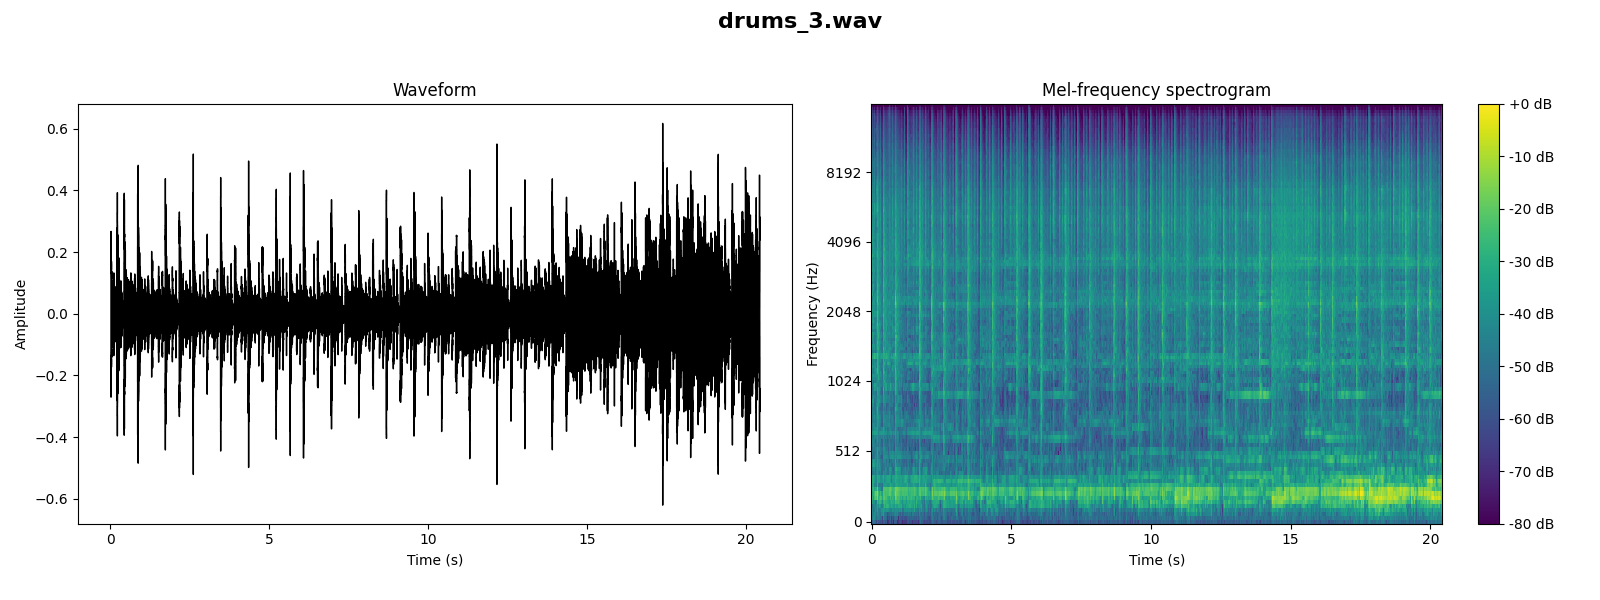 drums_3.wav
Waveform
Mel-frequency spectrogram
Amplitude
0.6
0.4
0.2
0.0
−0.2
−0.4
−0.6
0 5 10 15 20
Time (s)
Frequency (Hz)
8192
4096
2048
1024
512
0
0 5 10 15 20
Time (s)
+0 dB
-10 dB
-20 dB
-30 dB
-40 dB
-50 dB
-60 dB
-70 dB
-80 dB